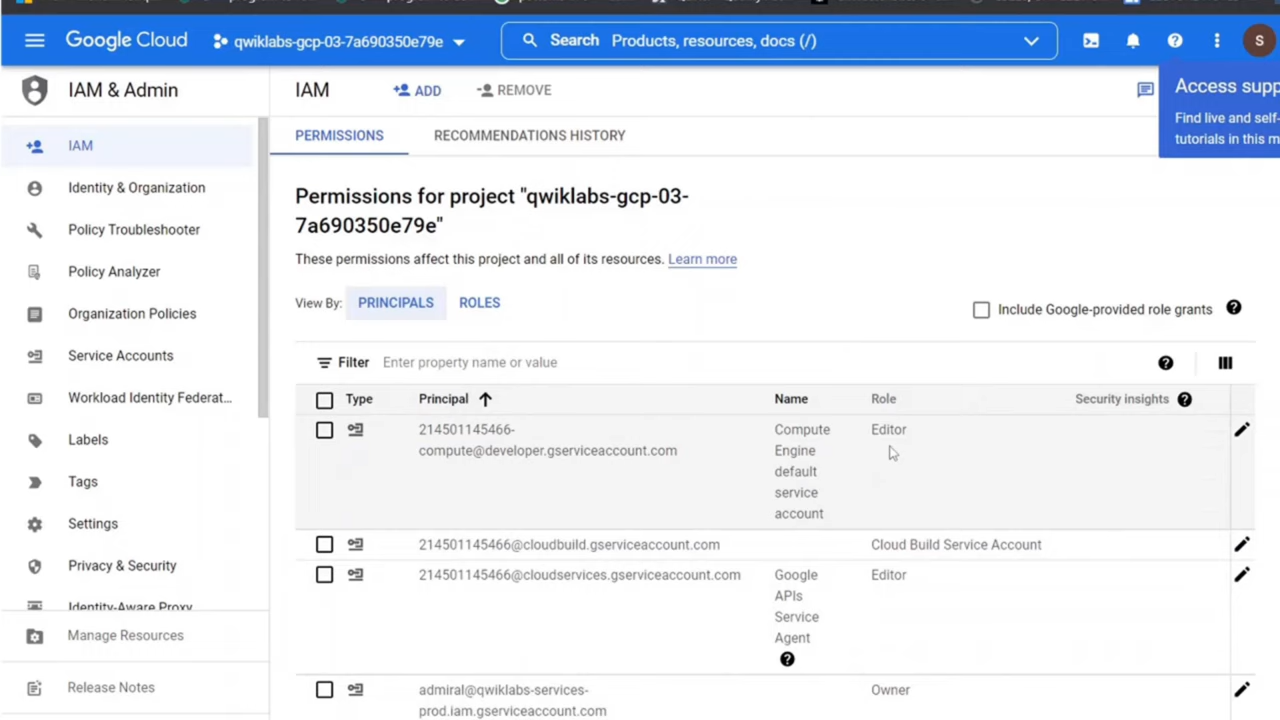 Google Cloud
qwiklabs-gcp-03-7a690350e79e
Search Products, resources, docs (/)
S
IAM & Admin
IAM
Identity & Organization
Policy Troubleshooter
Policy Analyzer
Organization Policies
Service Accounts
Workload Identity Federat...
Labels
Tags
Settings
Privacy & Security
Identity-Aware Proxy
Manage Resources
Release Notes
IAM
ADD
REMOVE
Access supp
Find live and self-
tutorials in this m
PERMISSIONS
RECOMMENDATIONS HISTORY
Permissions for project "qwiklabs-gcp-03-
7a690350e79e"
These permissions affect this project and all of its resources. Learn more
View By: PRINCIPALS ROLES
Include Google-provided role grants
Filter Enter property name or value
Type Principal Name Role Security insights
214501145466-
compute@developer.gserviceaccount.com
Compute
Engine
default
service
account
Editor
214501145466@cloudbuild.gserviceaccount.com
Cloud Build Service Account
214501145466@cloudservices.gserviceaccount.com
Google
APIs
Service
Agent
Editor
admiral@qwiklabs-services-
prod.iam.gserviceaccount.com
Owner